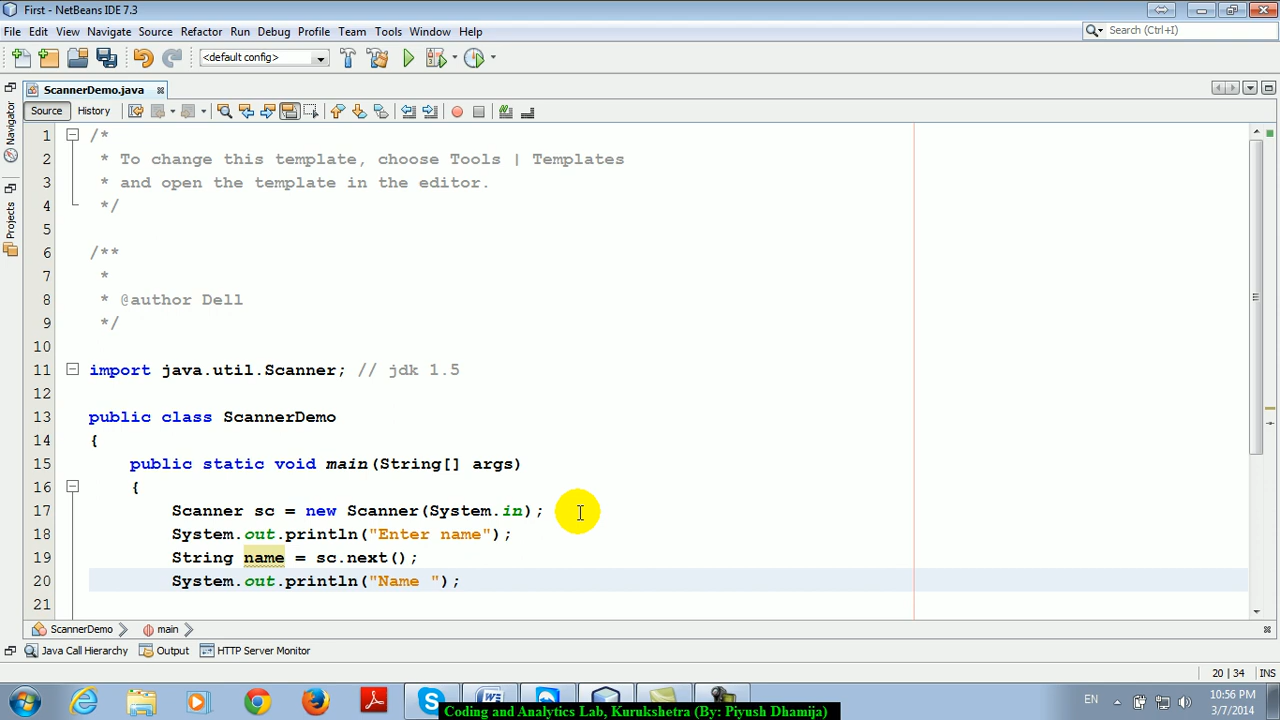 First - NetBeans IDE 7.3
File Edit View Navigate Source Refactor Run Debug Profile Team Tools Window Help
Search (Ctrl+I)
<default config>
ScannerDemo.java
Source History
Navigator
Projects
1 /*
2 * To change this template, choose Tools | Templates
3 * and open the template in the editor.
4 */
5
6 /**
7 *
8 * @author Dell
9 */
10
11 import java.util.Scanner; // jdk 1.5
12
13 public class ScannerDemo
14 {
15 public static void main(String[] args)
16 {
17 Scanner sc = new Scanner(System.in);
18 System.out.println("Enter name");
19 String name = sc.next();
20 System.out.println("Name ");
21
ScannerDemo main
Java Call Hierarchy Output HTTP Server Monitor
20 | 34 INS
EN 10:56 PM
3/7/2014
Coding and Analytics Lab, Kurukshetra (By: Piyush Dhamija)